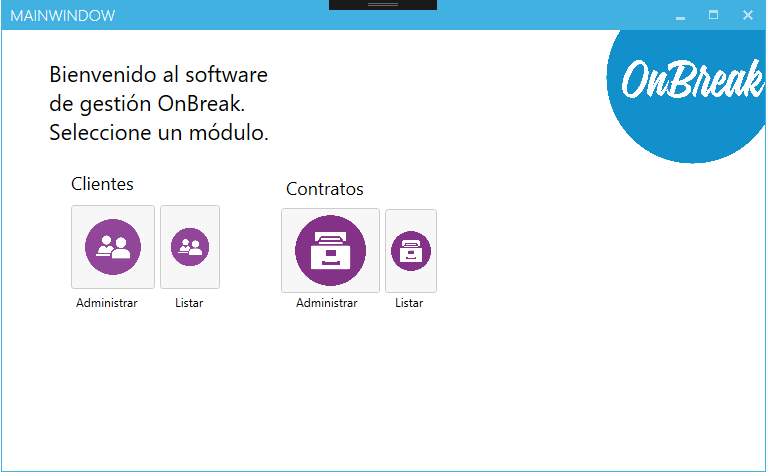 MAINWINDOW
OnBreak
Bienvenido al software
de gestión OnBreak.
Seleccione un módulo.
Clientes
Contratos
Administrar
Listar
Administrar
Listar